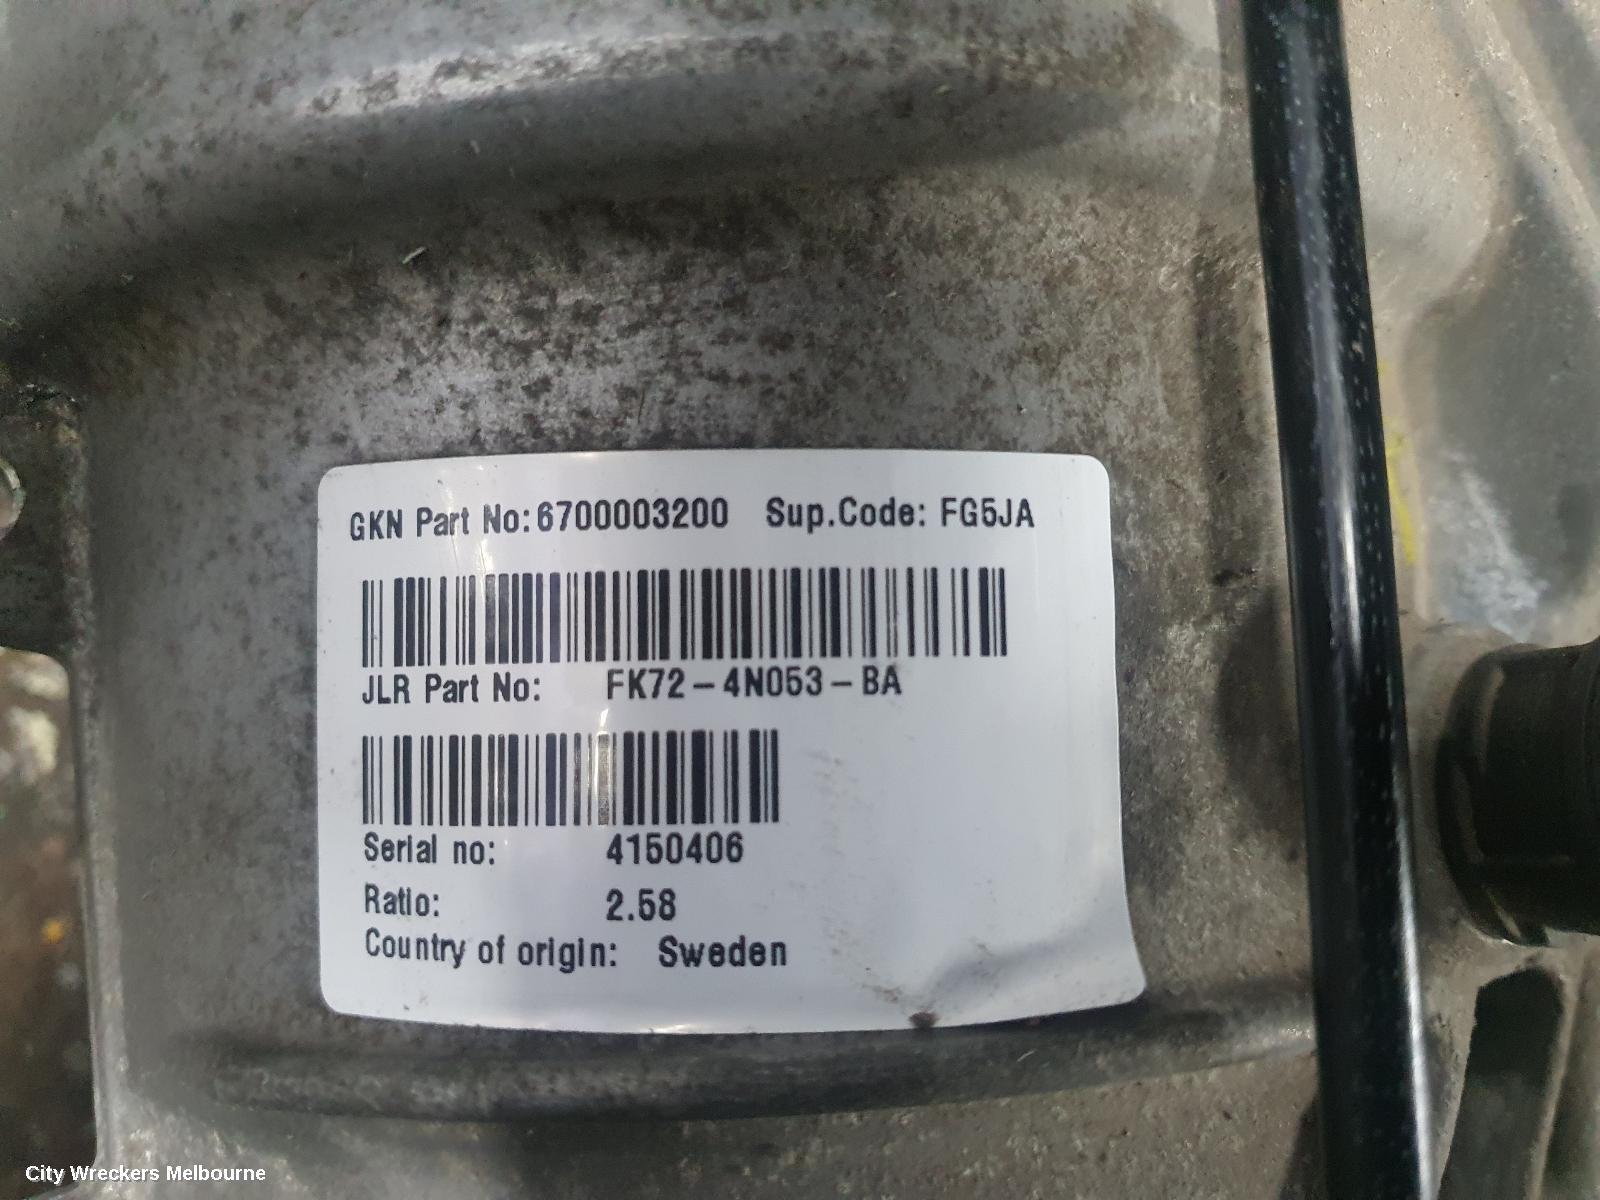 GKN Part No: 6700003200 Sup.Code: FG5JA
JLR Part No: FK72-4N053-BA
Serial no: 4150406
Ratio: 2.58
Country of origin: Sweden
City Wreckers Melbourne